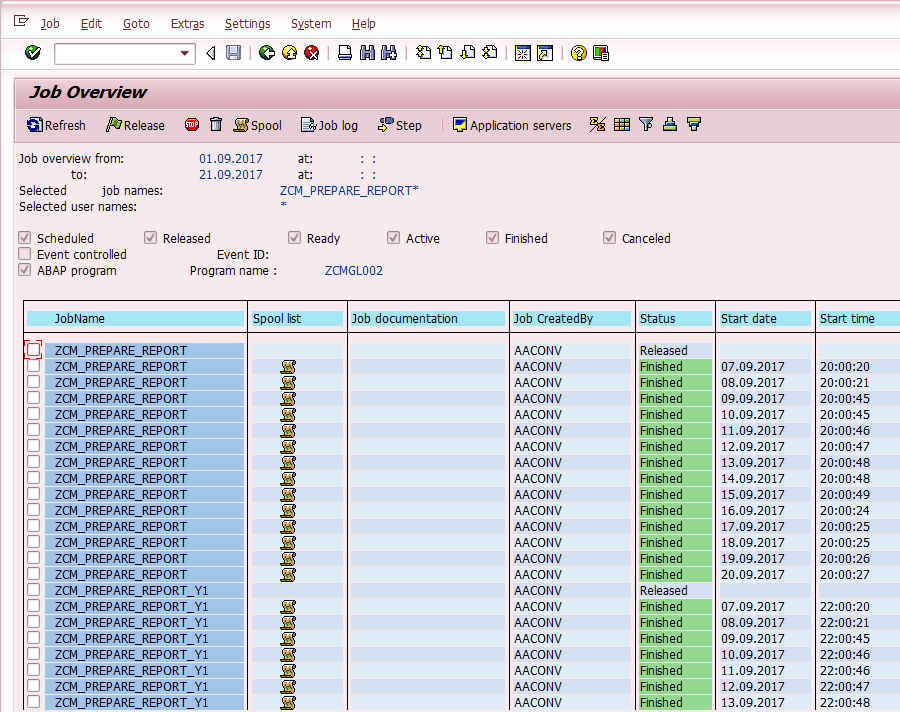 Job Edit Goto Extras Settings System Help
Job Overview
Refresh Release STOP Spool Job log Step Application servers
Job overview from: 01.09.2017 at: : :
to: 21.09.2017 at: : :
Selected job names: ZCM_PREPARE_REPORT*
Selected user names: *
Scheduled Released Ready Active Finished Canceled
Event controlled Event ID:
ABAP program Program name : ZCMGL002
JobName Spool list Job documentation Job CreatedBy Status Start date Start time
ZCM_PREPARE_REPORT AACONV Released
ZCM_PREPARE_REPORT AACONV Finished 07.09.2017 20:00:20
ZCM_PREPARE_REPORT AACONV Finished 08.09.2017 20:00:21
ZCM_PREPARE_REPORT AACONV Finished 09.09.2017 20:00:45
ZCM_PREPARE_REPORT AACONV Finished 10.09.2017 20:00:45
ZCM_PREPARE_REPORT AACONV Finished 11.09.2017 20:00:46
ZCM_PREPARE_REPORT AACONV Finished 12.09.2017 20:00:47
ZCM_PREPARE_REPORT AACONV Finished 13.09.2017 20:00:48
ZCM_PREPARE_REPORT AACONV Finished 14.09.2017 20:00:48
ZCM_PREPARE_REPORT AACONV Finished 15.09.2017 20:00:49
ZCM_PREPARE_REPORT AACONV Finished 16.09.2017 20:00:24
ZCM_PREPARE_REPORT AACONV Finished 17.09.2017 20:00:25
ZCM_PREPARE_REPORT AACONV Finished 18.09.2017 20:00:25
ZCM_PREPARE_REPORT AACONV Finished 19.09.2017 20:00:26
ZCM_PREPARE_REPORT AACONV Finished 20.09.2017 20:00:27
ZCM_PREPARE_REPORT_Y1 AACONV Released
ZCM_PREPARE_REPORT_Y1 AACONV Finished 07.09.2017 22:00:20
ZCM_PREPARE_REPORT_Y1 AACONV Finished 08.09.2017 22:00:21
ZCM_PREPARE_REPORT_Y1 AACONV Finished 09.09.2017 22:00:45
ZCM_PREPARE_REPORT_Y1 AACONV Finished 10.09.2017 22:00:46
ZCM_PREPARE_REPORT_Y1 AACONV Finished 11.09.2017 22:00:46
ZCM_PREPARE_REPORT_Y1 AACONV Finished 12.09.2017 22:00:47
ZCM_PREPARE_REPORT_Y1 AACONV Finished 13.09.2017 22:00:48